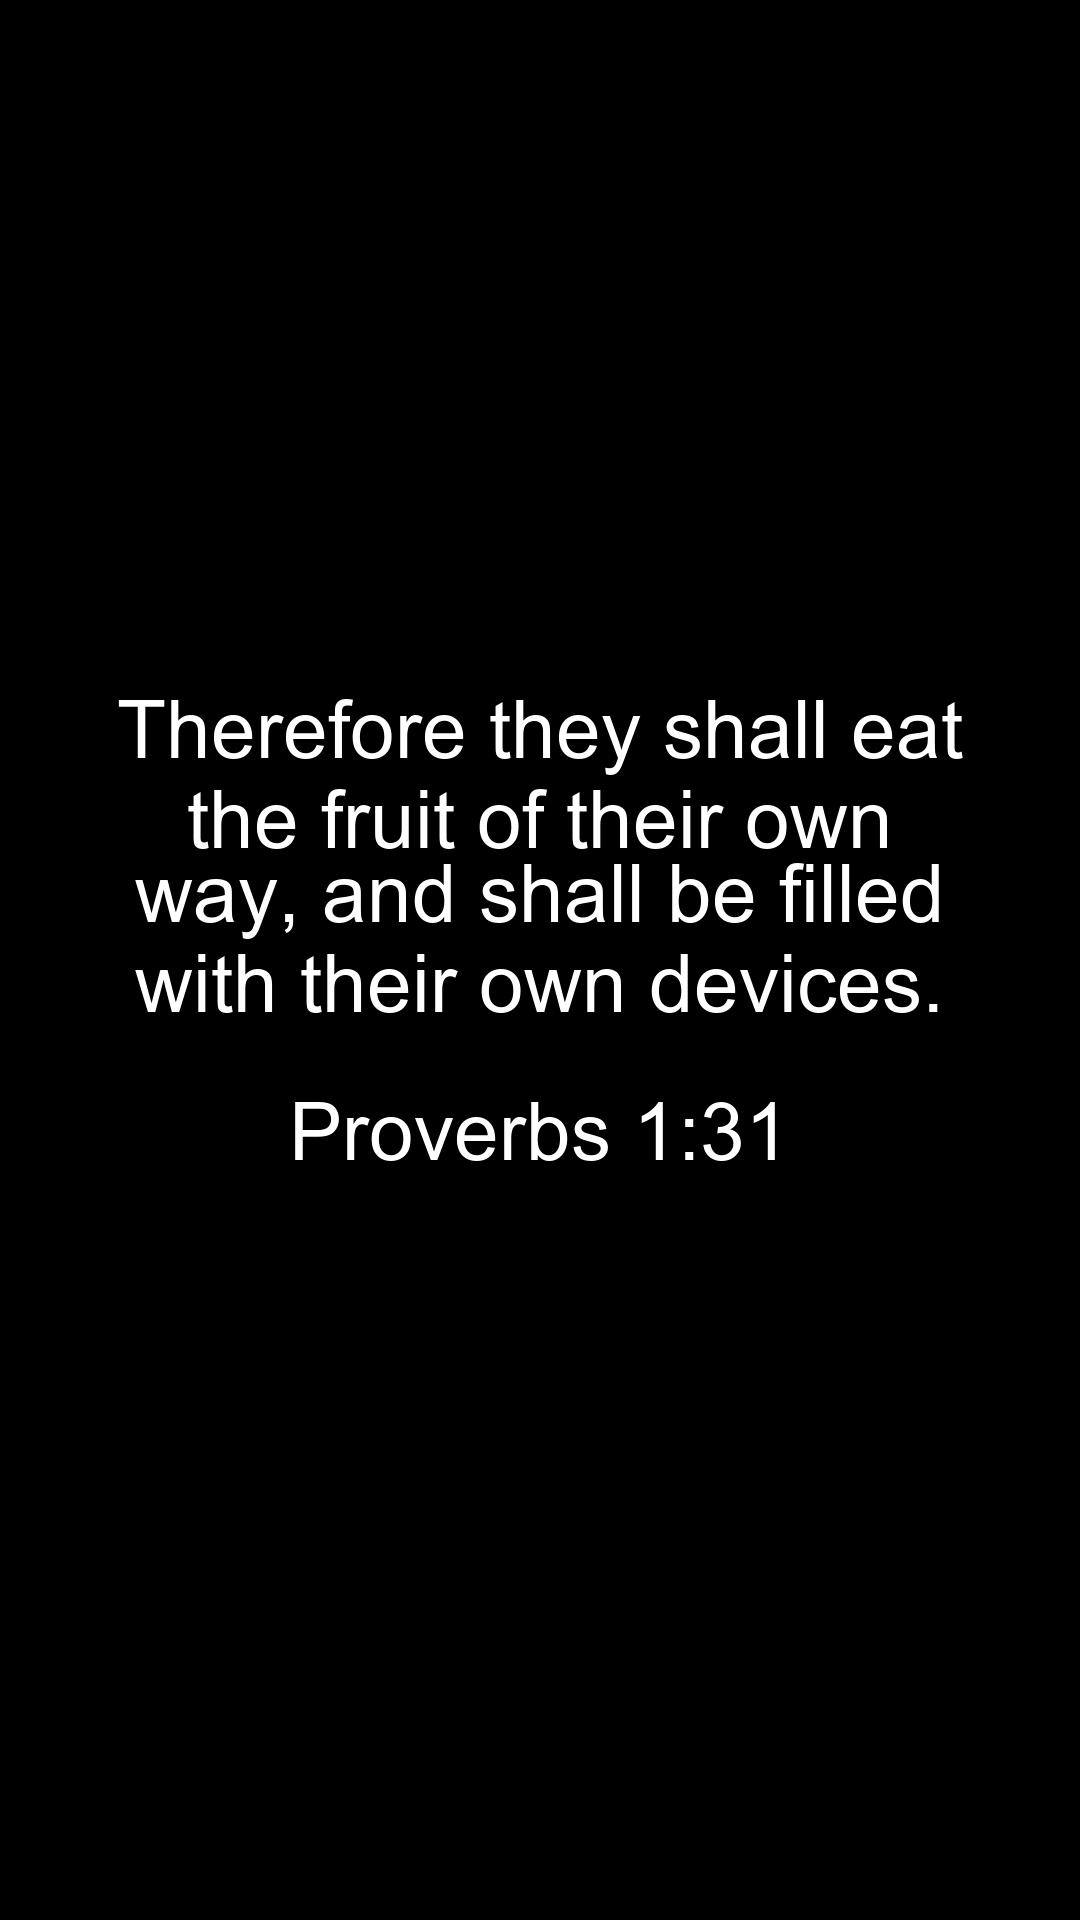 Therefore they shall eat
the fruit of their own
way, and shall be filled
with their own devices.
Proverbs 1:31